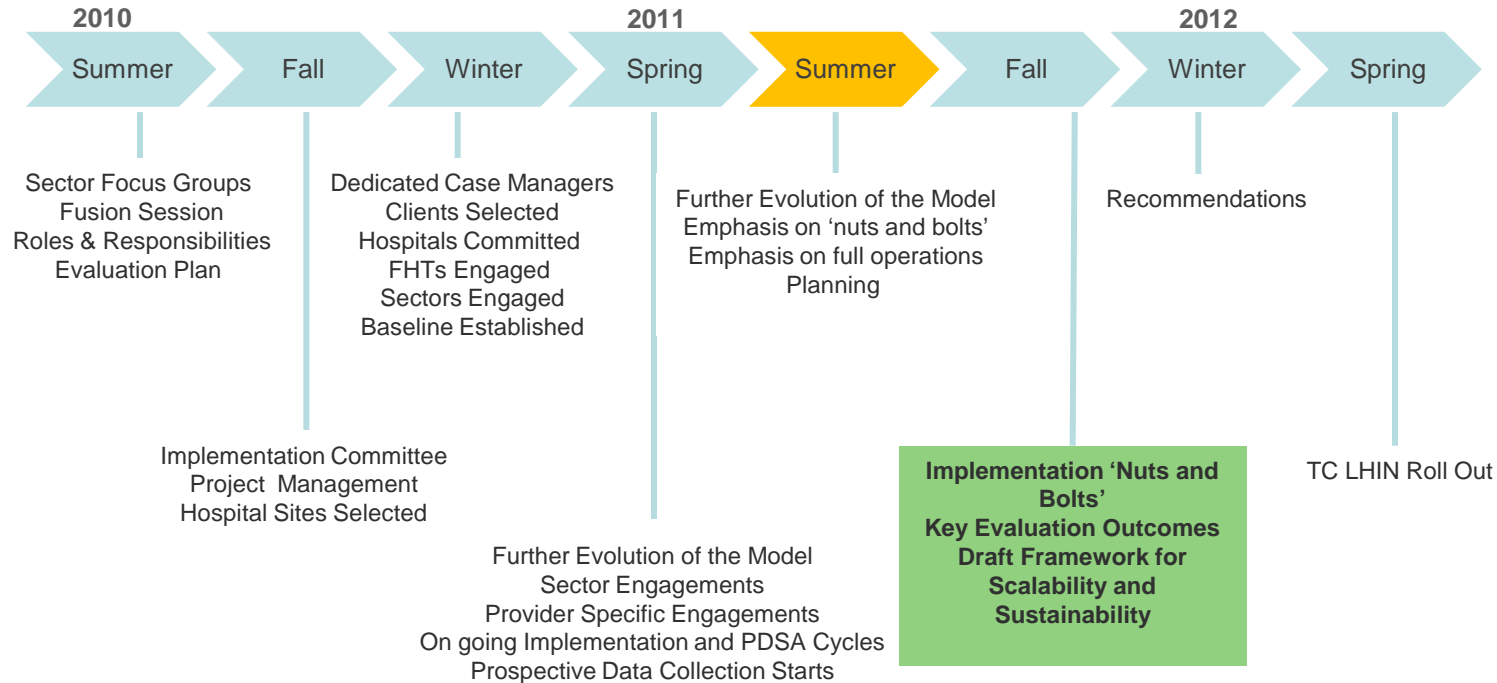 2010
2011
2012
Summer
Fall
Winter
Spring
Summer
Fall
Winter
Spring
Sector Focus Groups
Fusion Session
Roles & Responsibilities
Evaluation Plan
Dedicated Case Managers
Clients Selected
Hospitals Committed
FHTs Engaged
Sectors Engaged
Baseline Established
Further Evolution of the Model
Emphasis on ‘nuts and bolts’
Emphasis on full operations
Planning
Recommendations
Implementation Committee
Project Management
Hospital Sites Selected
Further Evolution of the Model
Sector Engagements
Provider Specific Engagements
On going Implementation and PDSA Cycles
Prospective Data Collection Starts
Implementation ‘Nuts and
Bolts’
Key Evaluation Outcomes
Draft Framework for
Scalability and
Sustainability
TC LHIN Roll Out